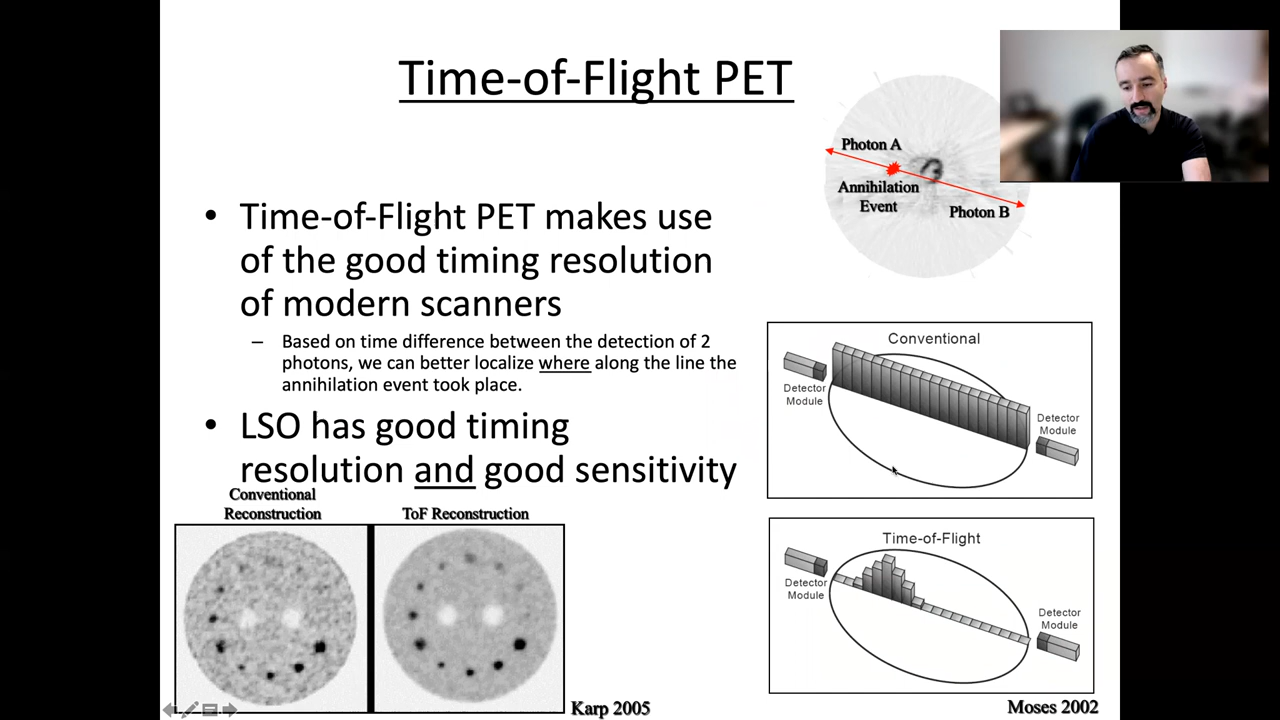 Time-of-Flight PET
Photon A
Annihilation
Event
Photon B
• Time-of-Flight PET makes use
of the good timing resolution
of modern scanners
– Based on time difference between the detection of 2
photons, we can better localize where along the line the
annihilation event took place.
• LSO has good timing
resolution and good sensitivity
Conventional
Reconstruction
ToF Reconstruction
Karp 2005
Conventional
Detector
Module
Detector
Module
Time-of-Flight
Detector
Module
Detector
Module
Moses 2002